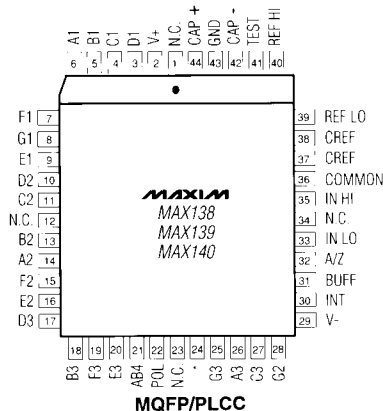 A1 B1 C1 D1 V+ N.C. CAP + GND CAP - TEST REF HI
6 5 4 3 2 1 44 43 42 41 40
F1 7
G1 8
E1 9
D2 10
C2 11
N.C. 12
B2 13
A2 14
F2 15
E2 16
D3 17
MAXIM
MAX138
MAX139
MAX140
39 REF LO
38 CREF
37 CREF
36 COMMON
35 IN HI
34 N.C.
33 IN LO
32 A/Z
31 BUFF
30 INT
29 V-
18 19 20 21 22 23 24 25 26 27 28
B3 F3 E3 AB4 POL N.C. * G3 A3 C3 G2
MQFP/PLCC